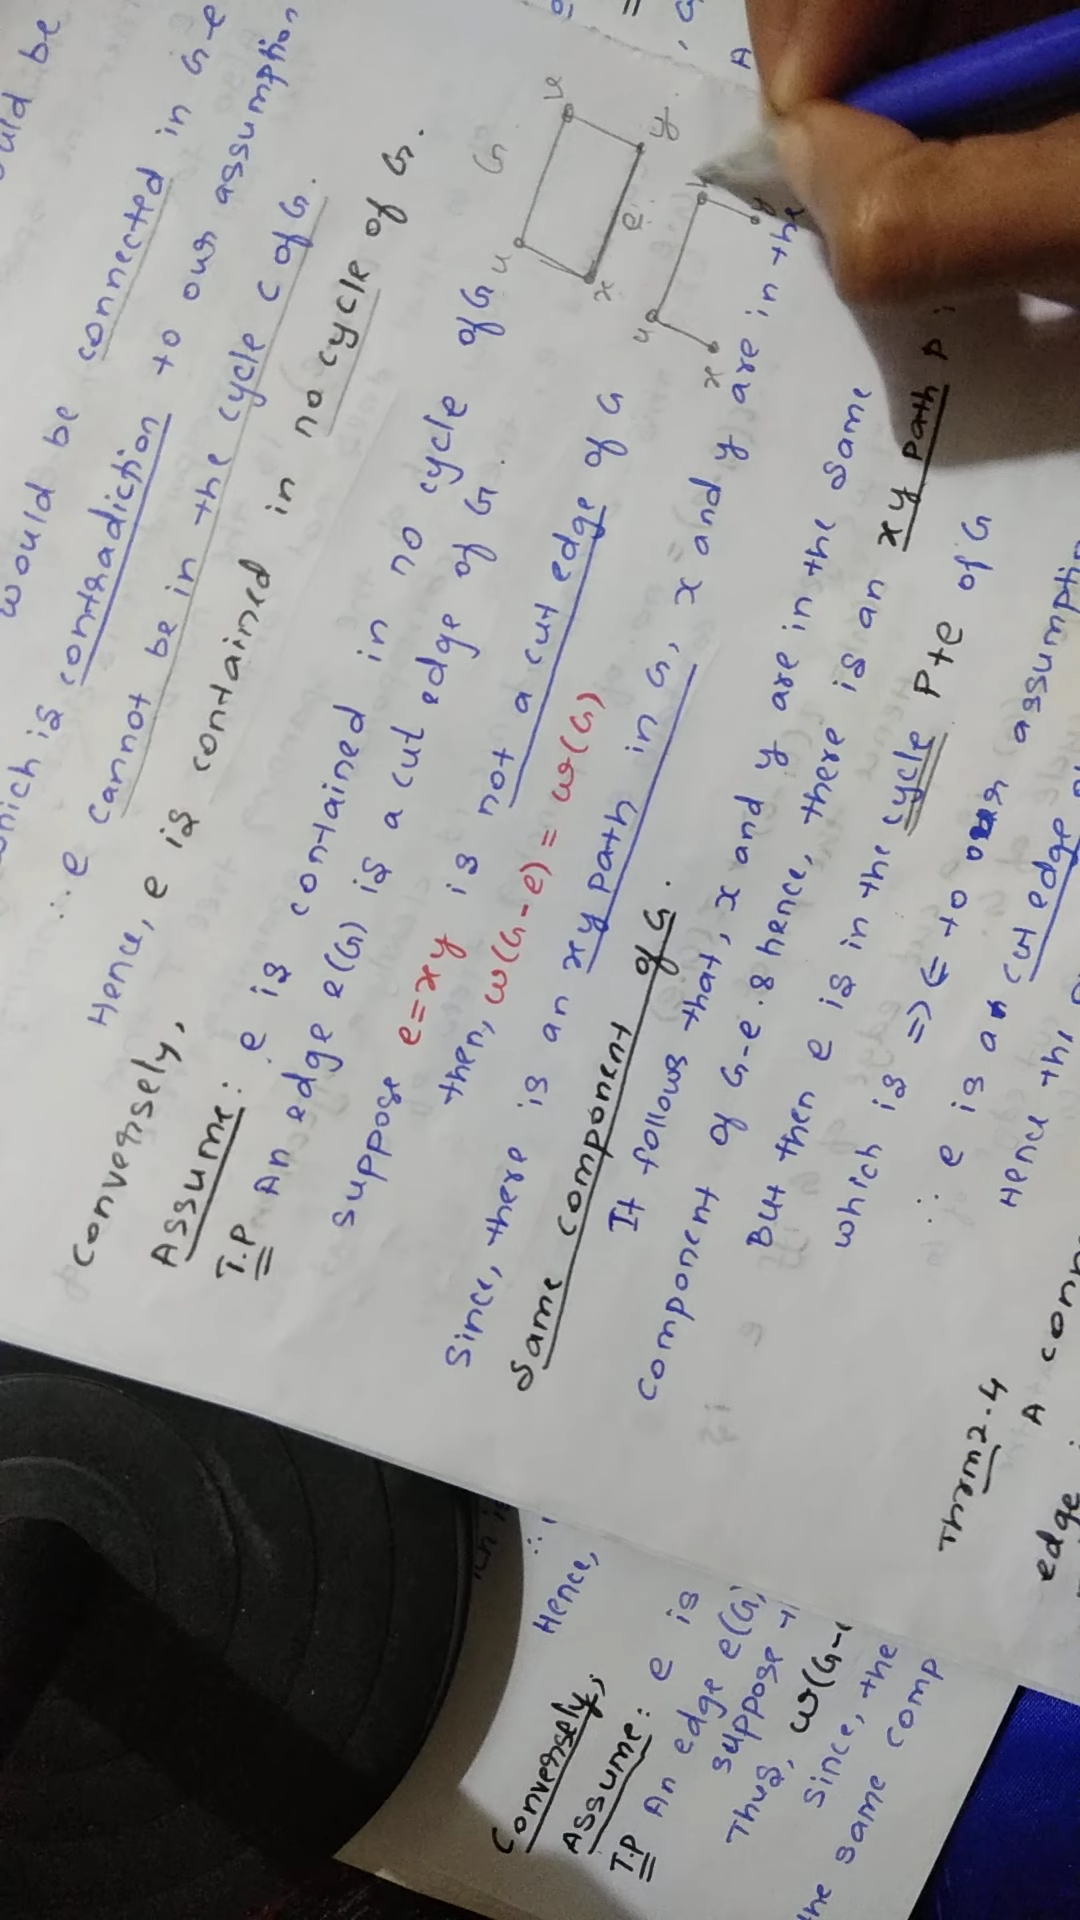 would be
would be connected in G-e
which is contradiction to our assumption
∴ e cannot be in the cycle C of G.
Hence, e is contained in no cycle of G.
Conversely,
Assume: e is contained in no cycle of G
T.P An edge e(G) is a cut edge of G.
Suppose e=xy is not a cut edge of G
then, w(G-e) = w(G)
Since, there is an xy path in G, x and y are in the
same component of G.
It follows that, x and y are in the same
component of G-e. & hence, there is an xy path P
But then e is in the cycle P+e of G
which is ⇒⇐ to our assumption
∴ e is a cut edge
Hence
Thrm 2.4
A
edge
G
u
v
x
e
y
u
x
y
A
Hence,
Conversely,
Assume: e is
T.P An edge e(G)
suppose
Thus, w(G-
Since, the
the same comp